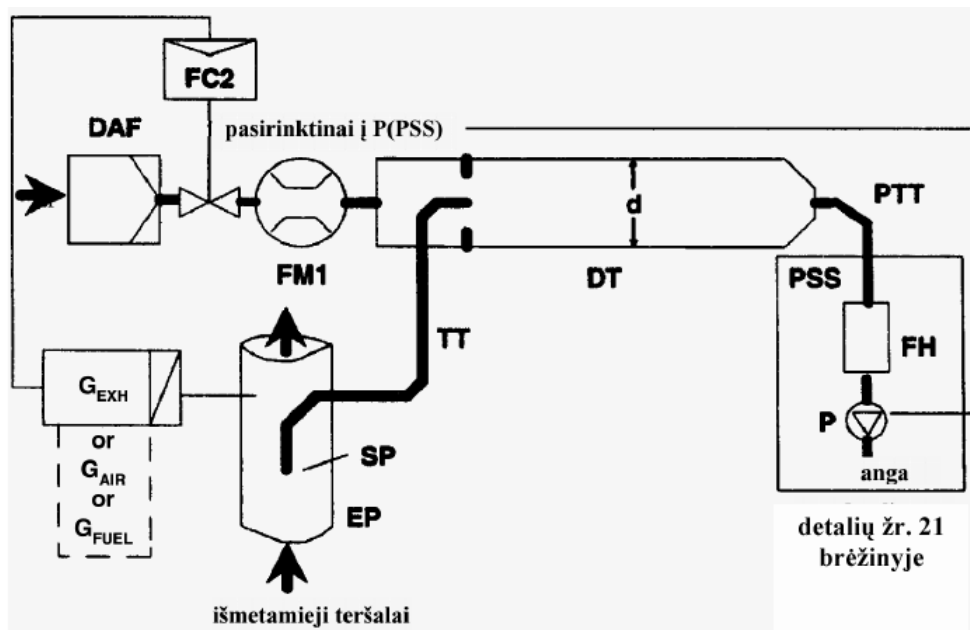 FC2
DAF
pasirinktinai į P(PSS)
d
PTT
FM1
DT
PSS
TT
FH
G_EXH
or
G_AIR
or
G_FUEL
P
SP
anga
EP
detalių žr. 21
brėžinyje
išmetamieji teršalai